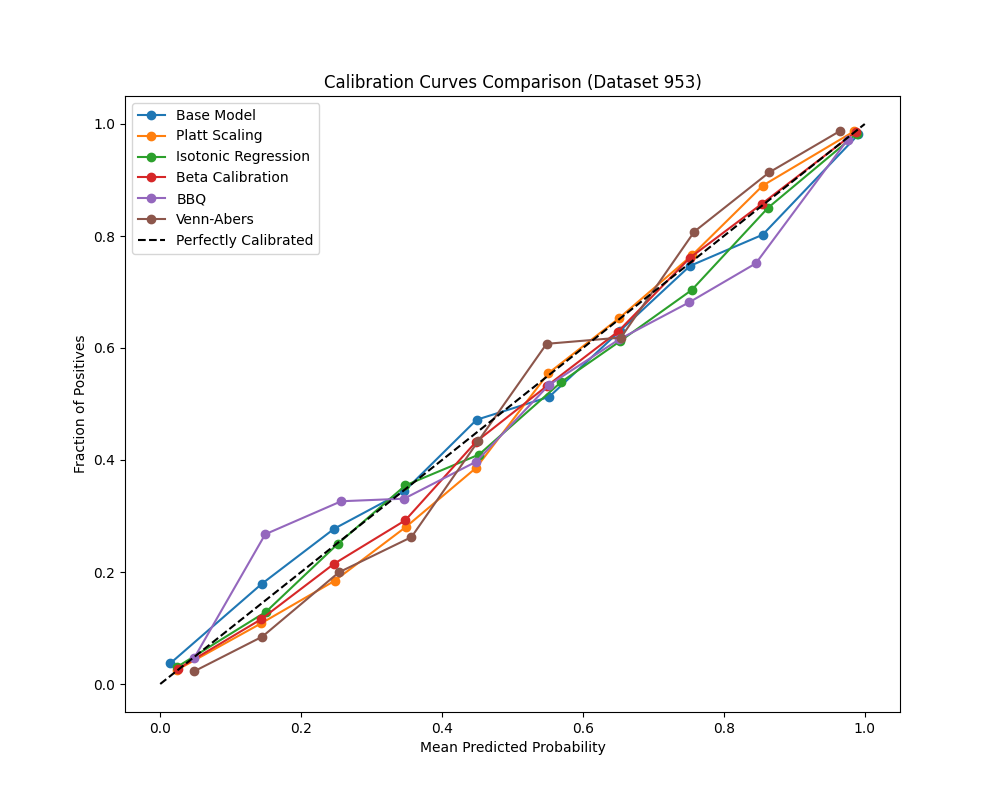 Calibration Curves Comparison (Dataset 953)
Base Model
Platt Scaling
Isotonic Regression
Beta Calibration
BBQ
Venn-Abers
Perfectly Calibrated
Fraction of Positives
1.0
0.8
0.6
0.4
0.2
0.0
0.0 0.2 0.4 0.6 0.8 1.0
Mean Predicted Probability